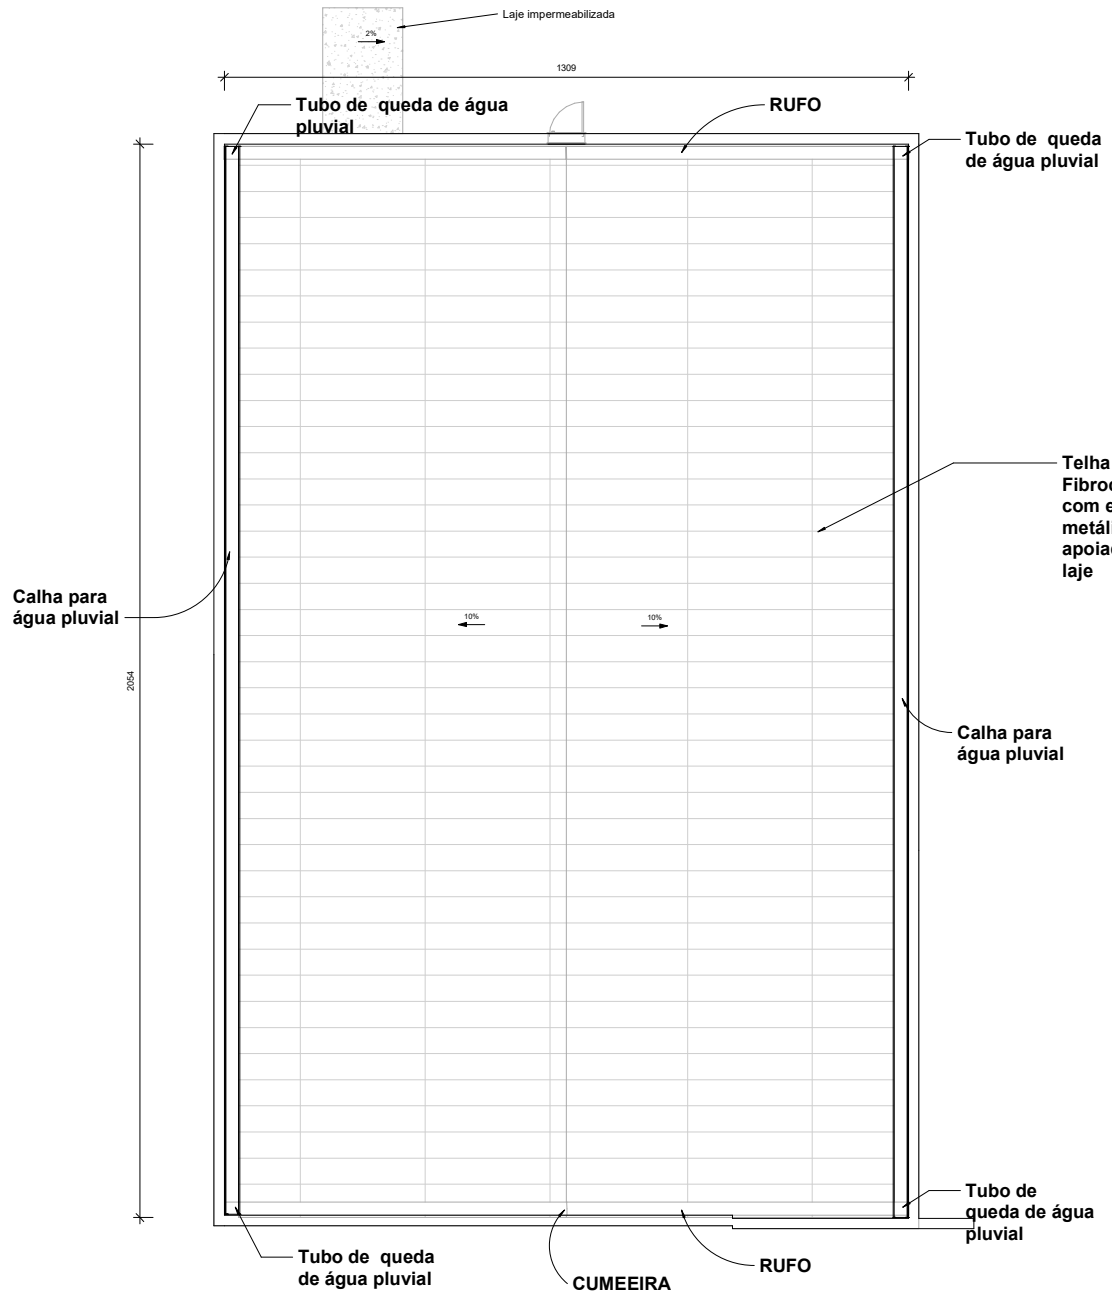 Laje impermeabilizada
2%
1309
Tubo de queda de água
pluvial
RUFO
Tubo de queda
de água pluvial
Telha
com
laje
Calha para
água pluvial
10%
10%
2054
Calha para
água pluvial
Tubo de
queda de água
pluvial
Tubo de queda
de água pluvial
RUFO
CUMEEIRA